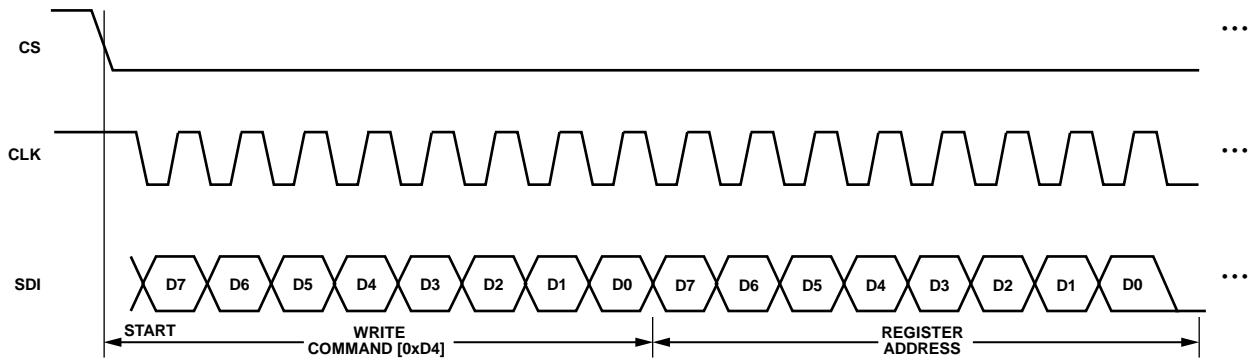 CS
...
CLK
...
SDI
D7 D6 D5 D4 D3 D2 D1 D0 D7 D6 D5 D4 D3 D2 D1 D0
...
START
WRITE
COMMAND [0xD4]
REGISTER
ADDRESS